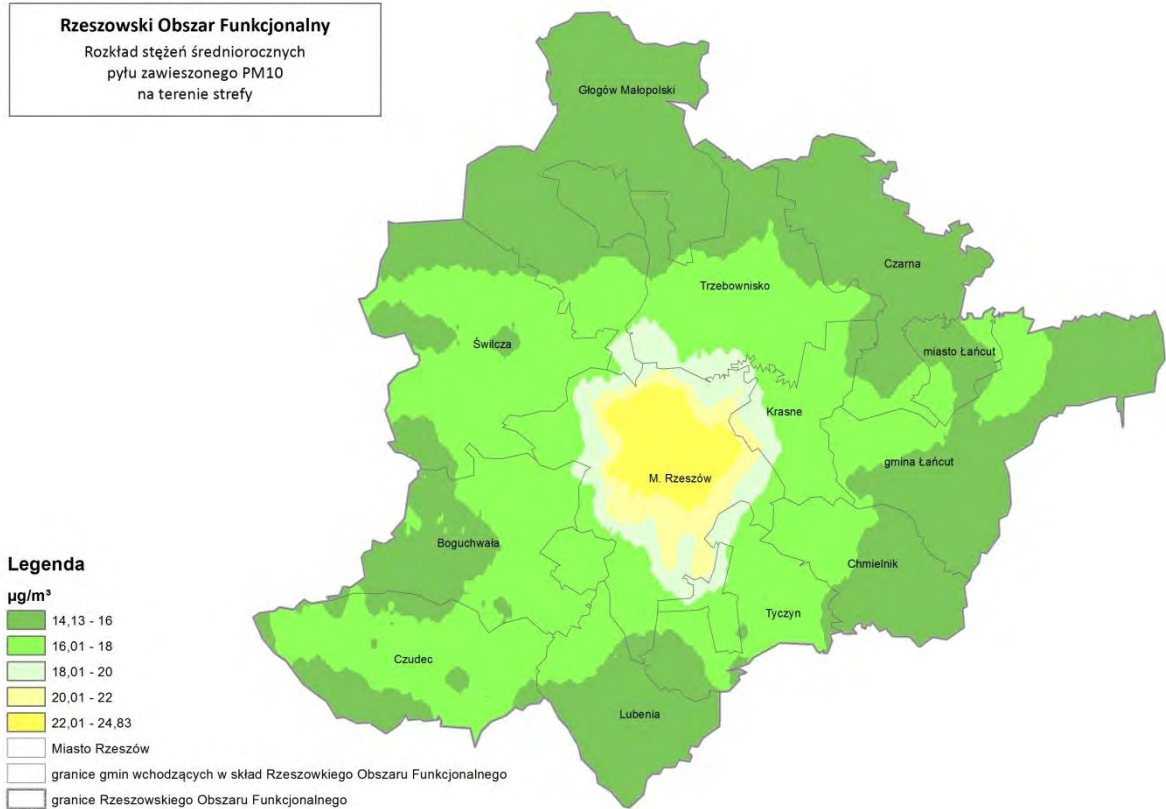 Rzeszowski Obszar Funkcjonalny
Rozkład stężeń średniorocznych
pyłu zawieszonego PM10
na terenie strefy
Głogów Małopolski
Czarna
Trzebownisko
Świlcza
miasto Łańcut
Krasne
gmina Łańcut
M. Rzeszów
Boguchwała
Chmielnik
Tyczyn
Czudec
Lubenia
Legenda
µg/m³
14,13 - 16
16,01 - 18
18,01 - 20
20,01 - 22
22,01 - 24,83
Miasto Rzeszów
granice gmin wchodzących w skład Rzeszowkiego Obszaru Funkcjonalnego
granice Rzeszowskiego Obszaru Funkcjonalnego